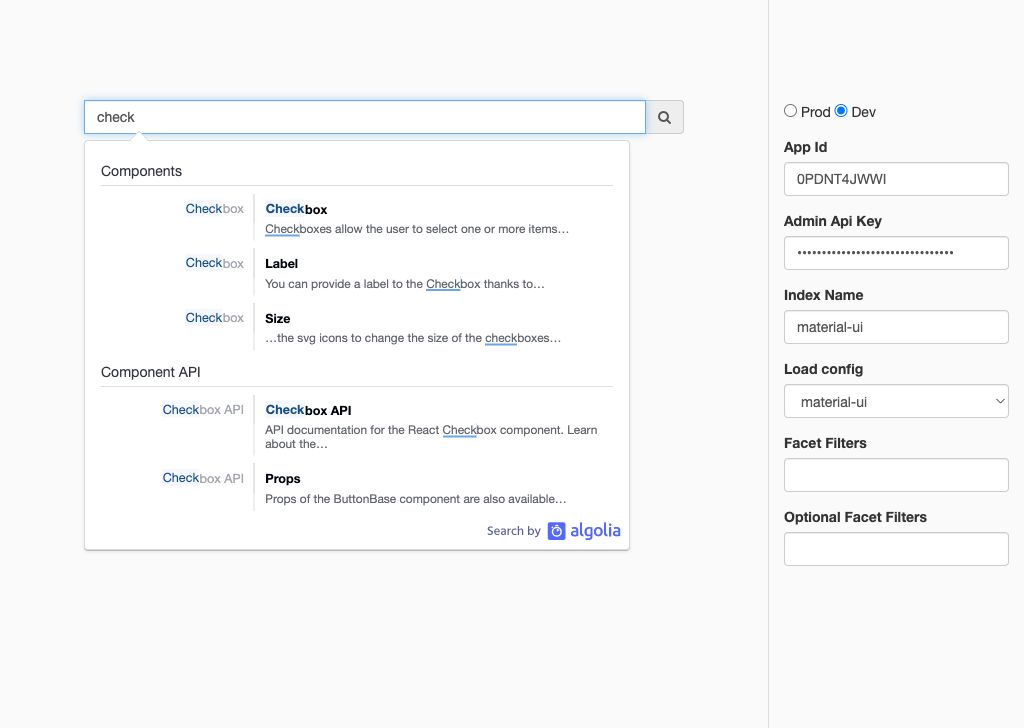 check
Components
Checkbox
Checkbox
Checkboxes allow the user to select one or more items…
Checkbox
Label
You can provide a label to the Checkbox thanks to…
Checkbox
Size
…the svg icons to change the size of the checkboxes…
Component API
Checkbox API
Checkbox API
API documentation for the React Checkbox component. Learn
about the…
Checkbox API
Props
Props of the ButtonBase component are also available…
Search by algolia
Prod Dev
App Id
0PDNT4JWWI
Admin Api Key
••••••••••••••••••••••••••••••••
Index Name
material-ui
Load config
material-ui
Facet Filters
Optional Facet Filters